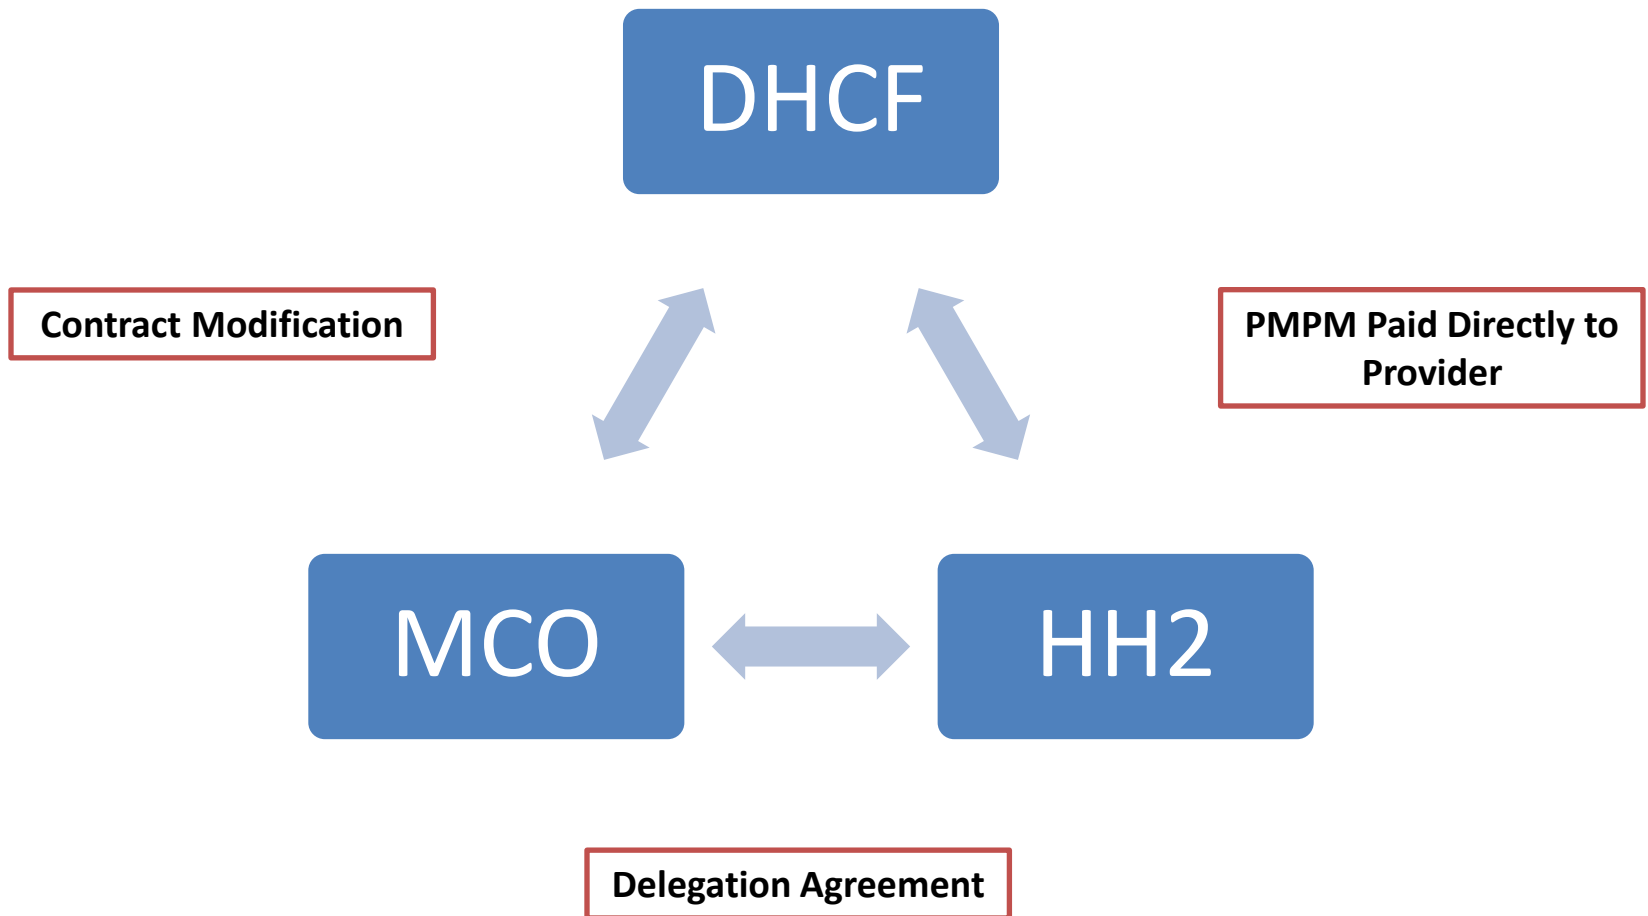 DHCF
Contract Modification
PMPM Paid Directly to
Provider
MCO
HH2
Delegation Agreement